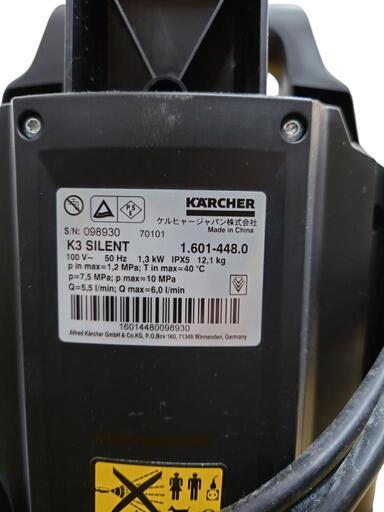 KÄRCHER
ケルヒャージャパン株式会社
Made in China
P S
E
S/N: 098930 70101
K3 SILENT 1.601-448.0
100 V~ 50 Hz 1,3 kW IPX5 12,1 kg
p in max=1,2 MPa; T in max=40 °C
p=7,5 MPa; p max=10 MPa
Q=5,5 l/min; Q max=6,0 l/min
16014480098930
Alfred Kärcher GmbH & Co.KG, P.O.Box 160, 71349 Winnenden, Germany